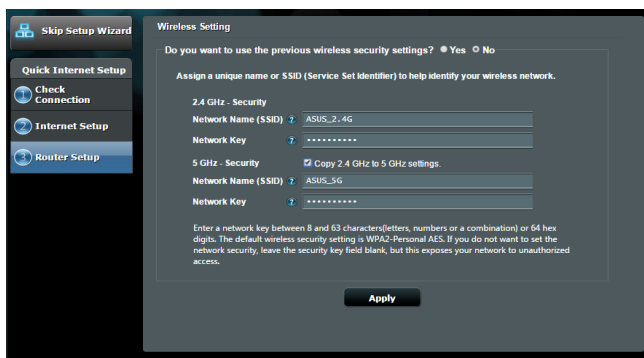 Skip Setup Wizard
Quick Internet Setup
1 Check
Connection
2 Internet Setup
3 Router Setup
Wireless Setting
Do you want to use the previous wireless security settings? Yes No
Assign a unique name or SSID (Service Set Identifier) to help identify your wireless network.
2.4 GHz - Security
Network Name (SSID) ? ASUS_2.4G
Network Key ? ••••••••••
5 GHz - Security Copy 2.4 GHz to 5 GHz settings.
Network Name (SSID) ? ASUS_5G
Network Key ? ••••••••••
Enter a network key between 8 and 63 characters(letters, numbers or a combination) or 64 hex
digits. The default wireless security setting is WPA2-Personal AES. If you do not want to set the
network security, leave the security key field blank, but this exposes your network to unauthorized
access.
Apply